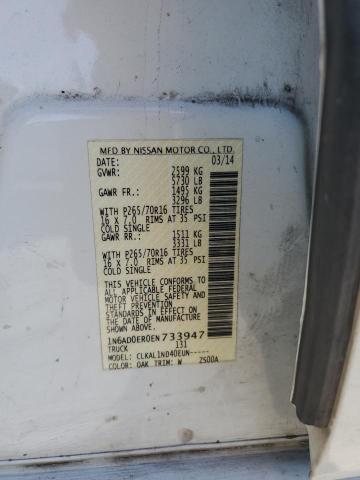 MFD BY NISSAN MOTOR CO., LTD.
DATE: 03/14
GVWR: 2599 KG
5730 LB
GAWR FR: 1495 KG
3296 LB
WITH P265/70R16 TIRES
16 X 7.0 RIMS AT 35 PSI
COLD SINGLE
GAWR RR: 1511 KG
3331 LB
WITH P265/70R16 TIRES
16 X 7.0 RIMS AT 35 PSI
COLD SINGLE
THIS VEHICLE CONFORMS
TO ALL APPLICABLE FEDERAL
MOTOR VEHICLE SAFETY AND
THEFT PREVENTION
STANDARDS IN EFFECT ON
THE DATE OF MANUFACTURE
SHOWN ABOVE.
1N6AD0ER0EN733947
TRUCK 131
MODEL: CLKAL1ND40EUN-----
COLOR: QAK TRIM: W 2500A